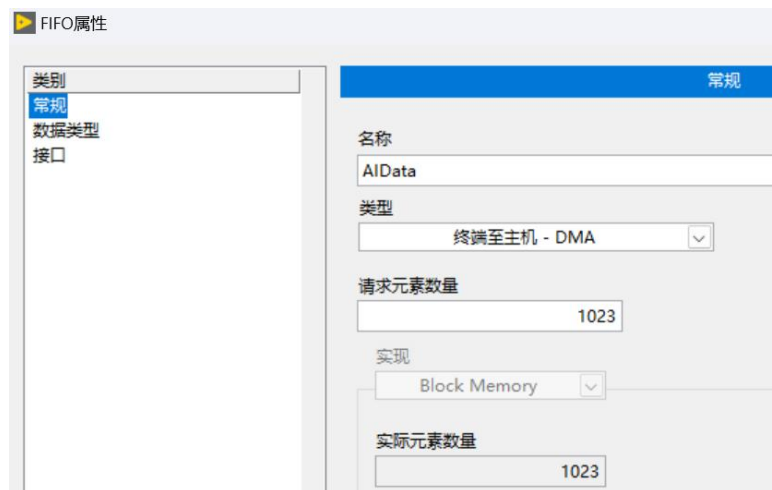 FIFO属性
类别
常规
数据类型
接口
常规
名称
AIData
类型
终端至主机 - DMA
请求元素数量
1023
实现
Block Memory
实际元素数量
1023